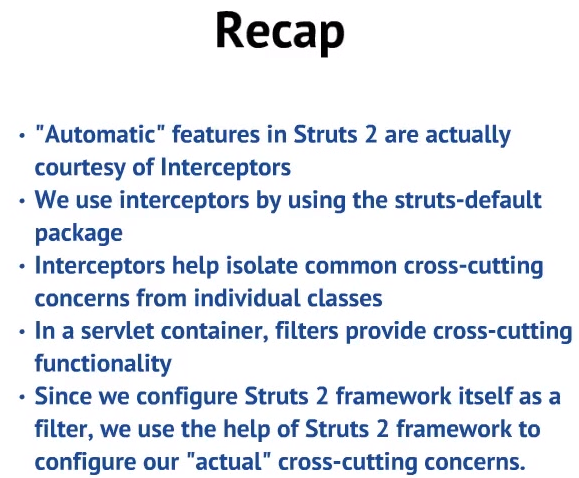 Recap
• "Automatic" features in Struts 2 are actually
courtesy of Interceptors
• We use interceptors by using the struts-default
package
• Interceptors help isolate common cross-cutting
concerns from individual classes
• In a servlet container, filters provide cross-cutting
functionality
• Since we configure Struts 2 framework itself as a
filter, we use the help of Struts 2 framework to
configure our "actual" cross-cutting concerns.